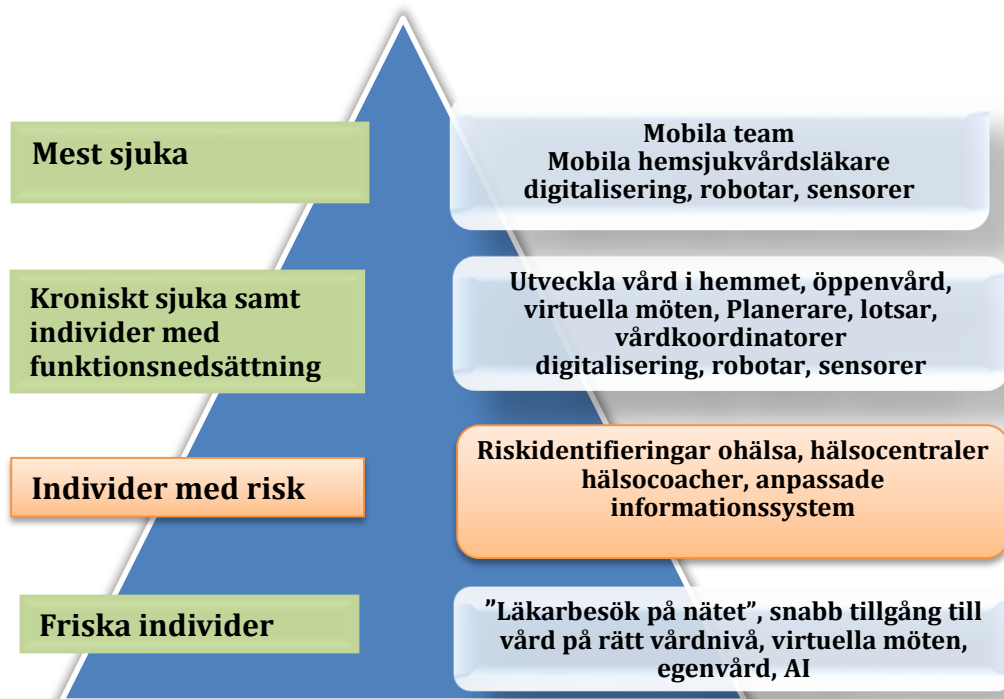 Mest sjuka
Mobila team
Mobila hemsjukvårdsläkare
digitalisering, robotar, sensorer
Kroniskt sjuka samt
individer med
funktionsnedsättning
Utveckla vård i hemmet, öppenvård,
virtuella möten, Planerare, lotsar,
vårdkoordinatorer
digitalisering, robotar, sensorer
Individer med risk
Riskidentifieringar ohälsa, hälsocentraler
hälsocoacher, anpassade
informationssystem
Friska individer
”Läkarbesök på nätet”, snabb tillgång till
vård på rätt vårdnivå, virtuella möten,
egenvård, AI